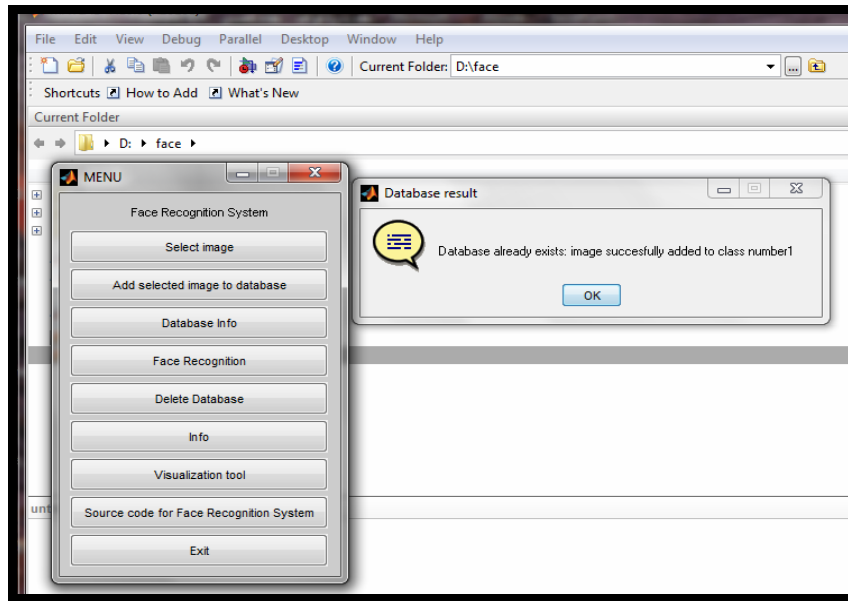 File Edit View Debug Parallel Desktop Window Help
Current Folder: D:\face
Shortcuts How to Add What's New
Current Folder
D: face
MENU
Face Recognition System
Select image
Add selected image to database
Database Info
Face Recognition
Delete Database
Info
Visualization tool
Source code for Face Recognition System
Exit
Database result
Database already exists: image succesfully added to class number1
OK
unt